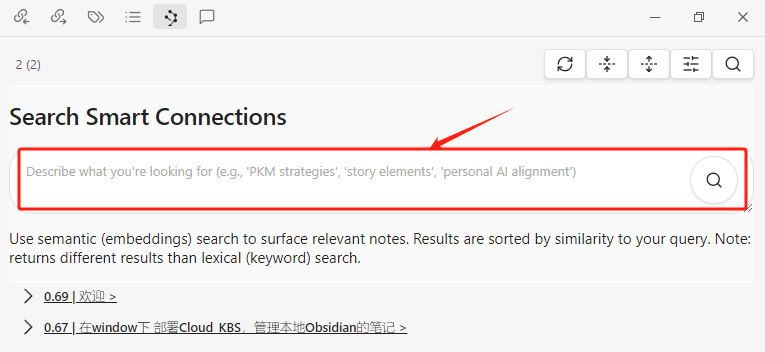 2 (2)
Search Smart Connections
Describe what you're looking for (e.g., 'PKM strategies', 'story elements', 'personal AI alignment')
Use semantic (embeddings) search to surface relevant notes. Results are sorted by similarity to your query. Note:
returns different results than lexical (keyword) search.
0.69 | 欢迎 >
0.67 | 在window下 部署Cloud KBS，管理本地Obsidian的笔记 >